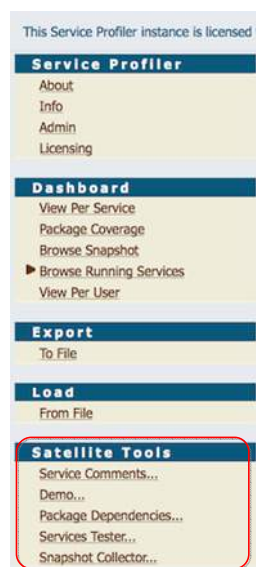 This Service Profiler instance is licensed
Service Profiler
About
Info
Admin
Licensing
Dashboard
View Per Service
Package Coverage
Browse Snapshot
Browse Running Services
View Per User
Export
To File
Load
From File
Satellite Tools
Service Comments...
Demo...
Package Dependencies...
Services Tester...
Snapshot Collector...